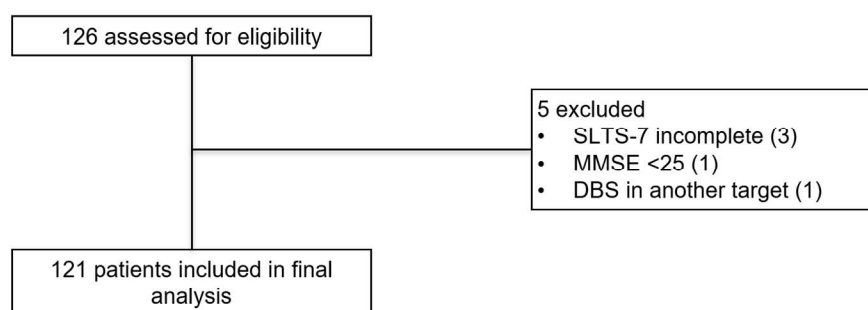 126 assessed for eligibility
5 excluded
• SLTS-7 incomplete (3)
• MMSE <25 (1)
• DBS in another target (1)
121 patients included in final
analysis